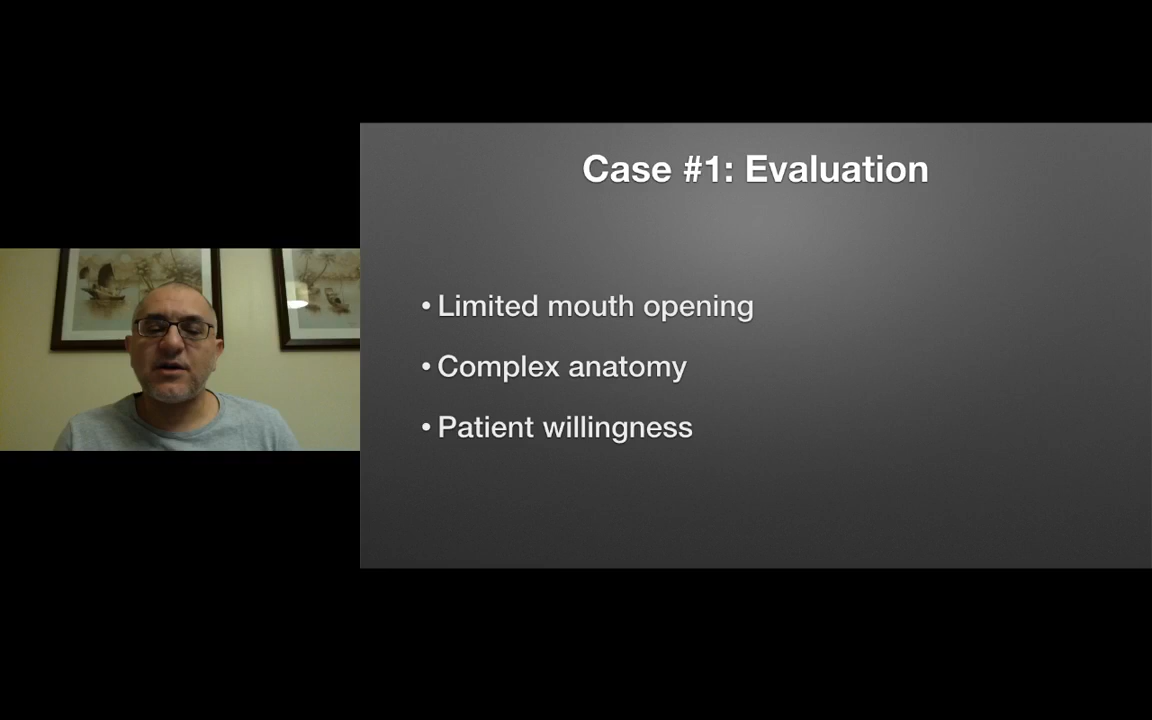 Case #1: Evaluation
• Limited mouth opening
• Complex anatomy
• Patient willingness